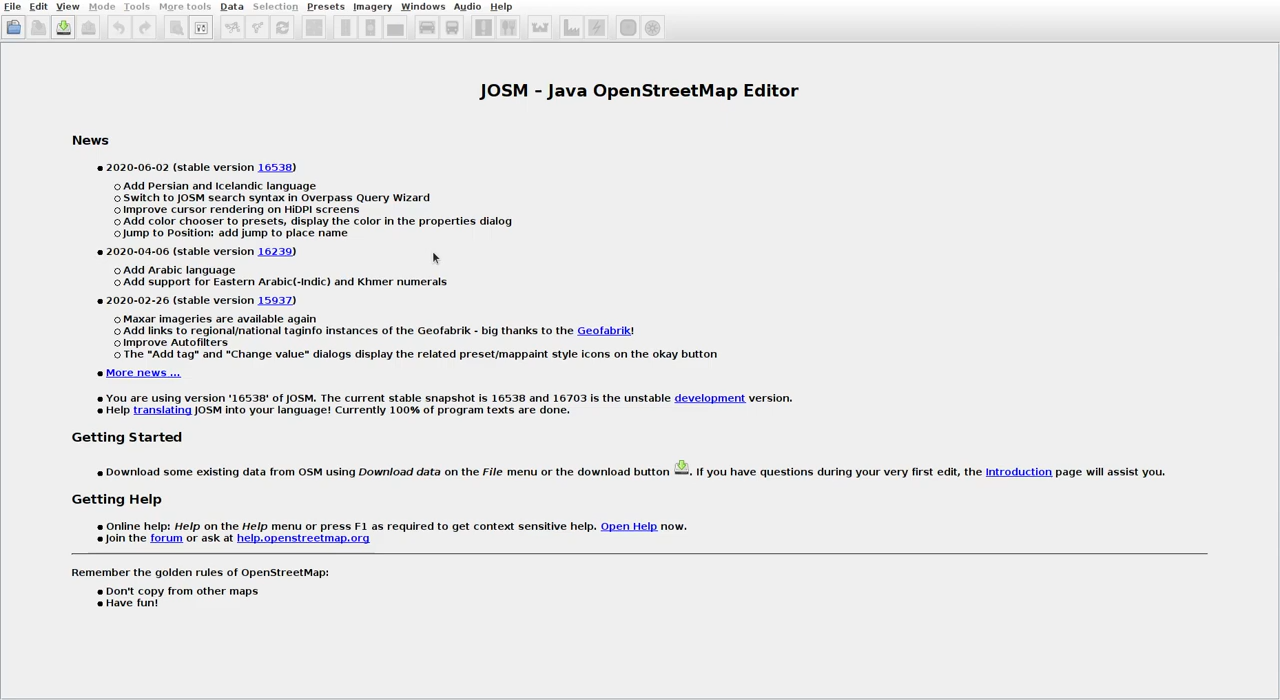 File Edit View Mode Tools More tools Data Selection Presets Imagery Windows Audio Help
JOSM – Java OpenStreetMap Editor
News
2020-06-02 (stable version 16538)
Add Persian and Icelandic language
Switch to JOSM search syntax in Overpass Query Wizard
Improve cursor rendering on HiDPI screens
Add color chooser to presets, display the color in the properties dialog
Jump to Position: add jump to place name
2020-04-06 (stable version 16239)
Add Arabic language
Add support for Eastern Arabic(-Indic) and Khmer numerals
2020-02-26 (stable version 15937)
Maxar imageries are available again
Add links to regional/national taginfo instances of the Geofabrik - big thanks to the Geofabrik!
Improve Autofilters
The "Add tag" and "Change value" dialogs display the related preset/mappaint style icons on the okay button
More news ...
You are using version '16538' of JOSM. The current stable snapshot is 16538 and 16703 is the unstable development version.
Help translating JOSM into your language! Currently 100% of program texts are done.
Getting Started
Download some existing data from OSM using Download data on the File menu or the download button . If you have questions during your very first edit, the Introduction page will assist you.
Getting Help
Online help: Help on the Help menu or press F1 as required to get context sensitive help. Open Help now.
Join the forum or ask at help.openstreetmap.org
Remember the golden rules of OpenStreetMap:
Don't copy from other maps
Have fun!